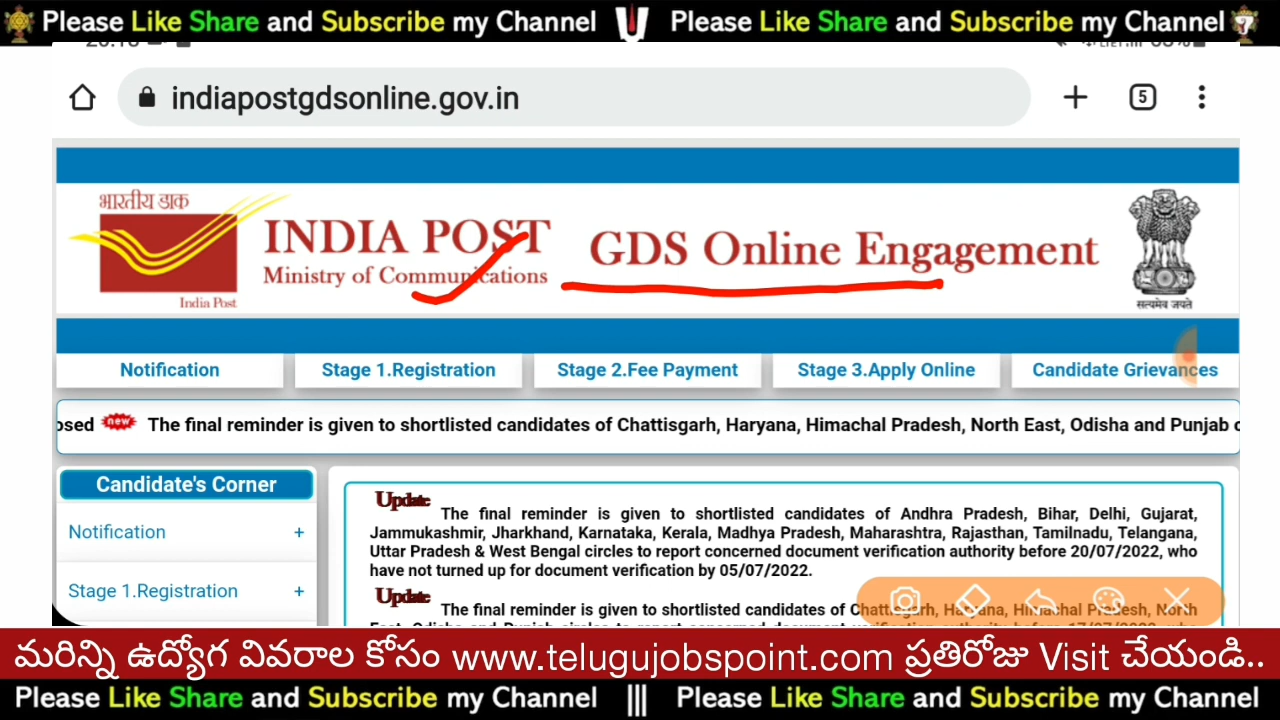 Please Like Share and Subscribe my Channel Please Like Share and Subscribe my Channel
indiapostgdsonline.gov.in 5
भारतीय डाक
INDIA POST GDS Online Engagement
Ministry of Communications
India Post सत्यमेव जयते
Notification Stage 1.Registration Stage 2.Fee Payment Stage 3.Apply Online Candidate Grievances
osed new The final reminder is given to shortlisted candidates of Chattisgarh, Haryana, Himachal Pradesh, North East, Odisha and Punjab
Candidate's Corner
Notification +
Stage 1.Registration +
Update The final reminder is given to shortlisted candidates of Andhra Pradesh, Bihar, Delhi, Gujarat,
Jammukashmir, Jharkhand, Karnataka, Kerala, Madhya Pradesh, Maharashtra, Rajasthan, Tamilnadu, Telangana,
Uttar Pradesh & West Bengal circles to report concerned document verification authority before 20/07/2022, who
have not turned up for document verification by 05/07/2022.
Update The final reminder is given to shortlisted candidates of Chattisgarh, Haryana, Himachal Pradesh, North
మరిన్ని ఉద్యోగ వివరాల కోసం www.telugujobspoint.com ప్రతిరోజు Visit చేయండి..
Please Like Share and Subscribe my Channel ||| Please Like Share and Subscribe my Channel